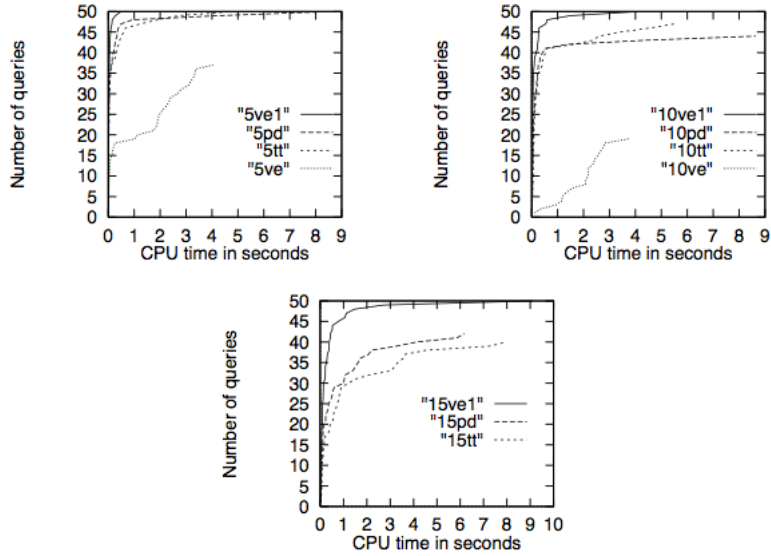 Number of queries
50
45
40
35
30
25
20
15
10
5
0
"5ve1"
"5pd"
"5tt"
"5ve"
0 1 2 3 4 5 6 7 8 9
CPU time in seconds
Number of queries
50
45
40
35
30
25
20
15
10
5
0
"10ve1"
"10pd"
"10tt"
"10ve"
0 1 2 3 4 5 6 7 8 9
CPU time in seconds
Number of queries
50
45
40
35
30
25
20
15
10
5
0
"15ve1"
"15pd"
"15tt"
0 1 2 3 4 5 6 7 8 9 10
CPU time in seconds